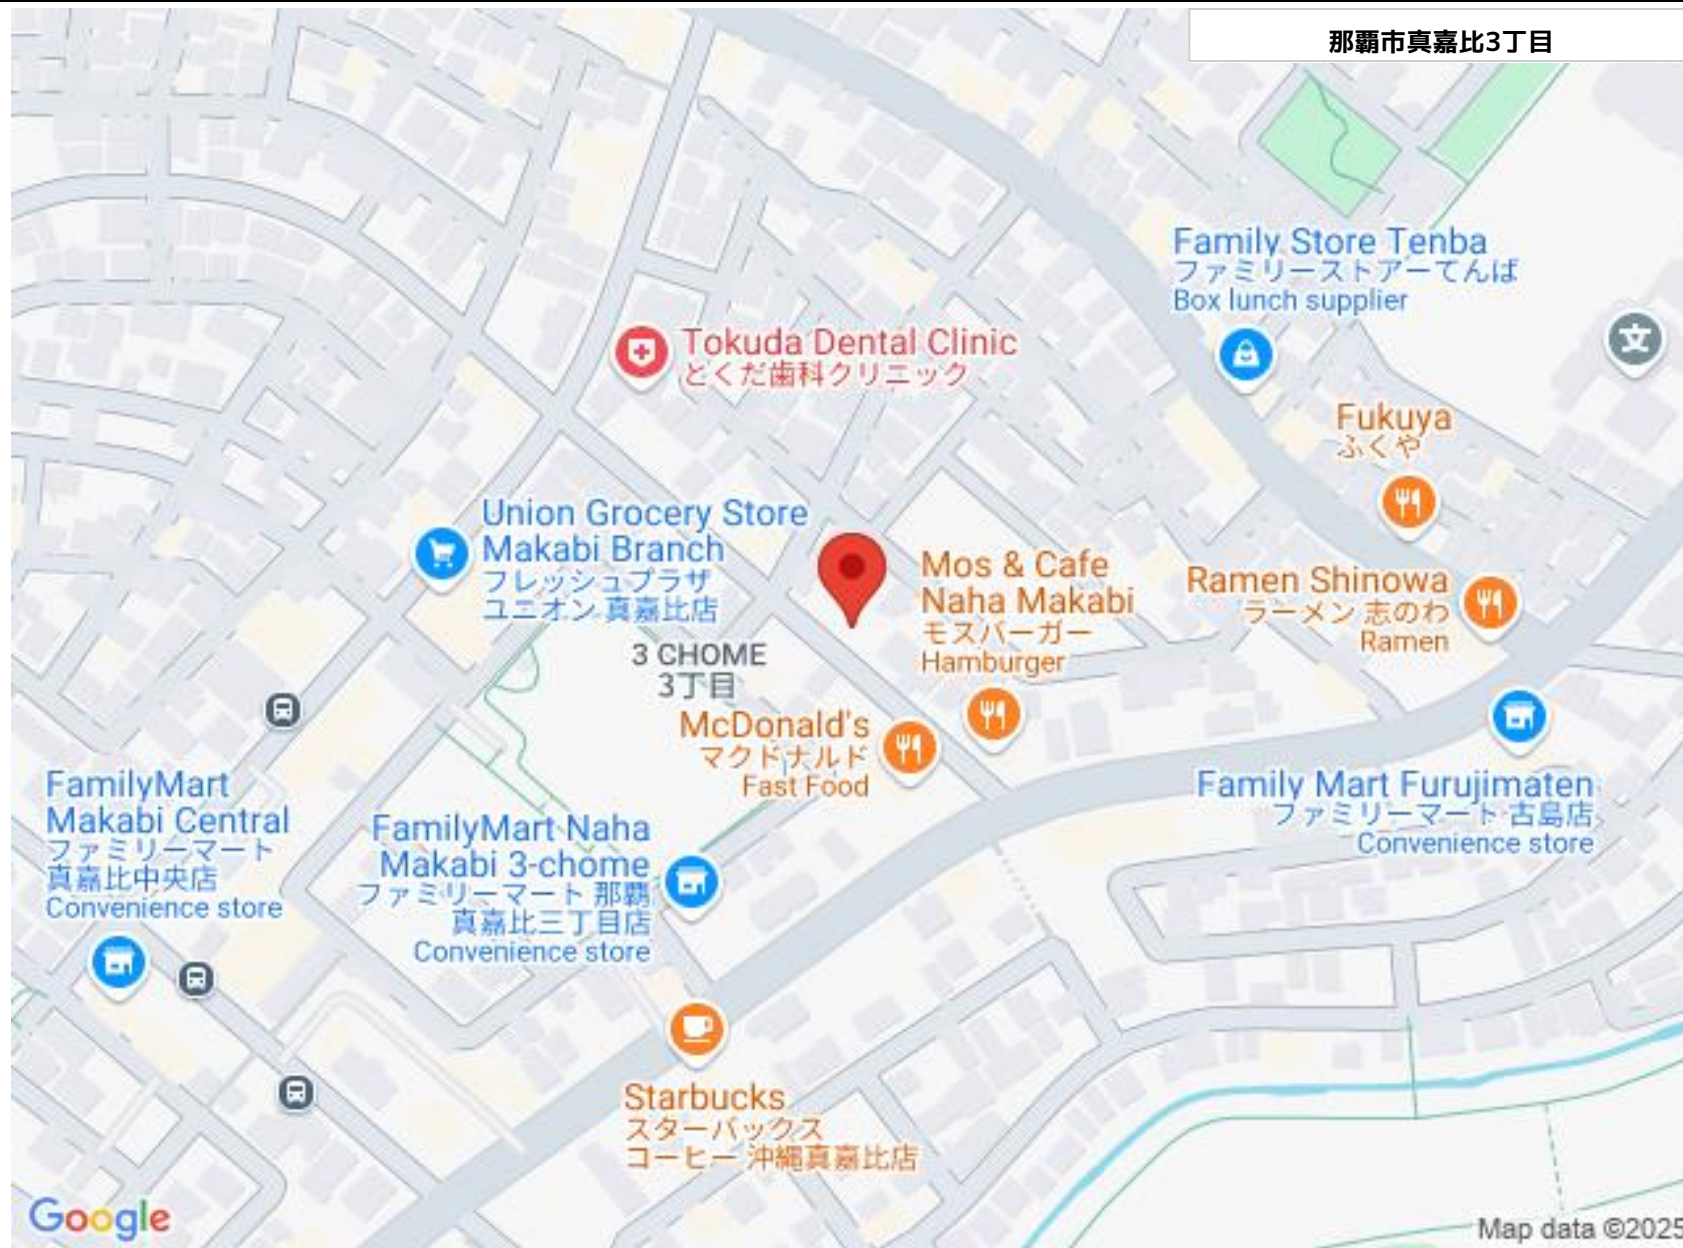 那覇市真嘉比3丁目
Family Store Tenba
ファミリーストアーてんば
Box lunch supplier
文
Tokuda Dental Clinic
とくだ歯科クリニック
Fukuya
ふくや
Union Grocery Store
Makabi Branch
フレッシュプラザ
ユニオン 真嘉比店
Mos & Cafe
Naha Makabi
モスバーガー
Hamburger
Ramen Shinowa
ラーメン 志のわ
Ramen
3 CHOME
3丁目
McDonald's
マクドナルド
Fast Food
FamilyMart
Makabi Central
ファミリーマート
真嘉比中央店
Convenience store
FamilyMart Naha
Makabi 3-chome
ファミリーマート 那覇
真嘉比三丁目店
Convenience store
Family Mart Furujimaten
ファミリーマート 古島店
Convenience store
Starbucks
スターバックス
コーヒー 沖縄真嘉比店
Google
Map data ©2025